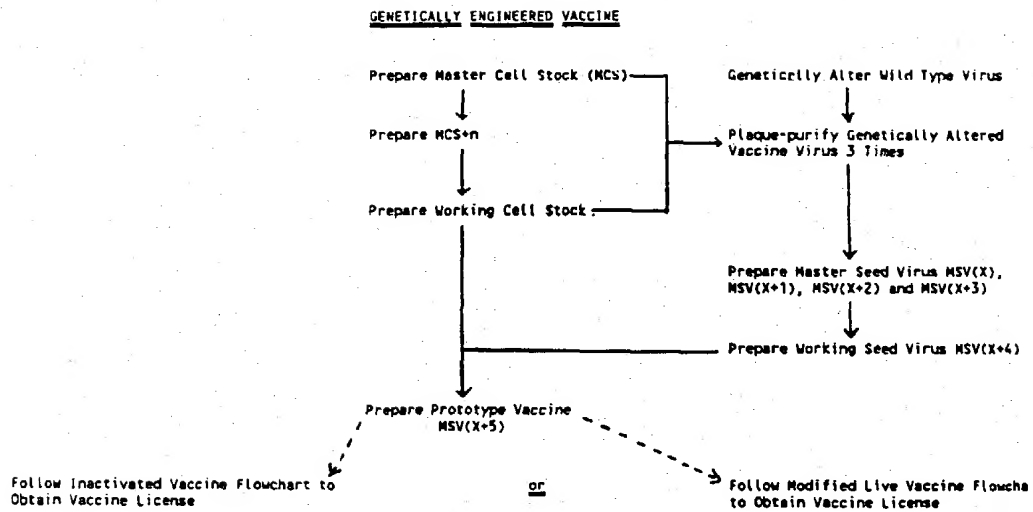 GENETICALLY ENGINEERED VACCINE
Prepare Master Cell Stock (MCS)
Genetically Alter Wild Type Virus
Prepare MCS+n
Plaque-purify Genetically Altered
Vaccine Virus 3 Times
Prepare Working Cell Stock.
Prepare Master Seed Virus MSV(X),
MSV(X+1), MSV(X+2) and MSV(X+3)
Prepare Working Seed Virus MSV(X+4)
Prepare Prototype Vaccine
MSV(X+5)
Follow Inactivated Vaccine Flowchart to
Obtain Vaccine License
or
Follow Modified Live Vaccine Flowcha
to Obtain Vaccine License